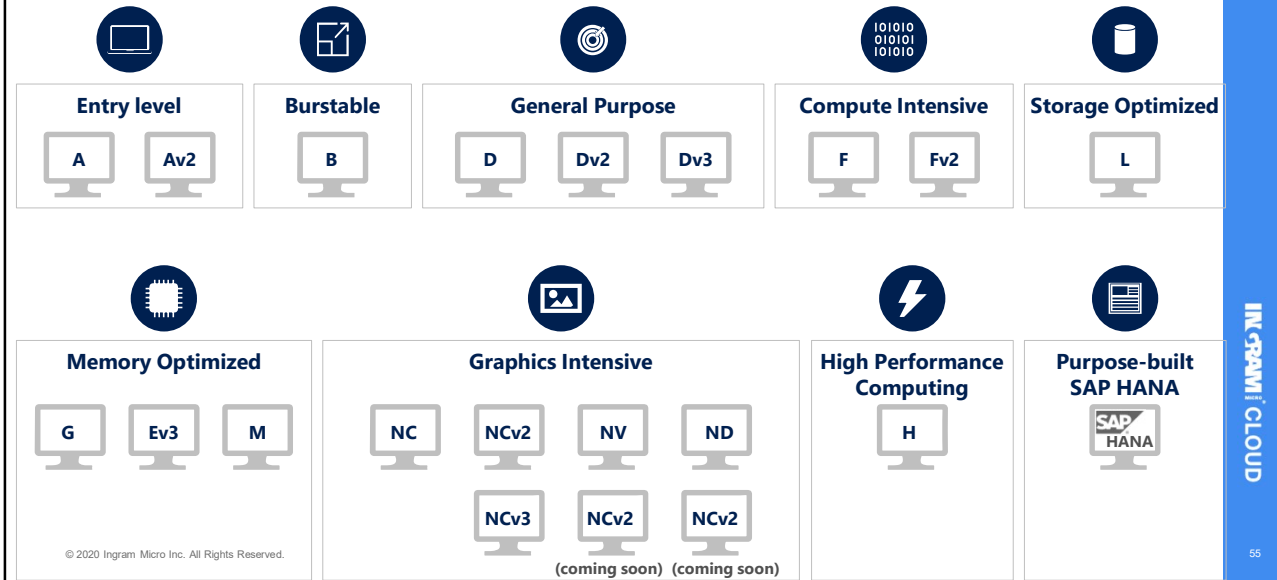 101010
010101
101010
Entry level
A
Av2
Burstable
B
General Purpose
D
Dv2
Dv3
Compute Intensive
F
Fv2
Storage Optimized
L
Memory Optimized
G
Ev3
M
Graphics Intensive
NC
NCv2
NV
ND
NCv3
NCv2
NCv2
(coming soon)
(coming soon)
High Performance
Computing
H
Purpose-built
SAP HANA
SAP
HANA
INGRAM MICRO® CLOUD
© 2020 Ingram Micro Inc. All Rights Reserved.
55